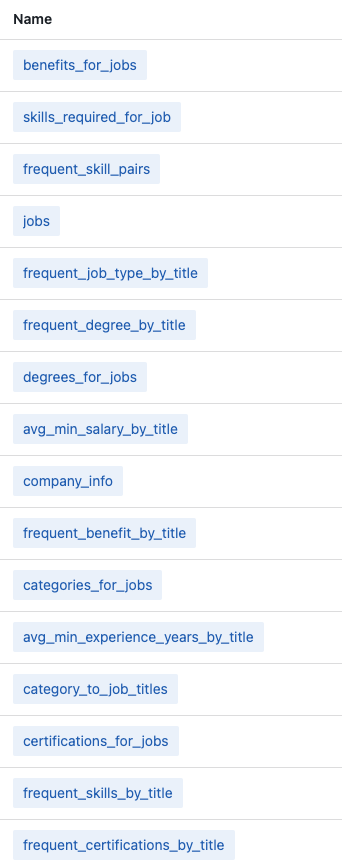 Name
benefits_for_jobs
skills_required_for_job
frequent_skill_pairs
jobs
frequent_job_type_by_title
frequent_degree_by_title
degrees_for_jobs
avg_min_salary_by_title
company_info
frequent_benefit_by_title
categories_for_jobs
avg_min_experience_years_by_title
category_to_job_titles
certifications_for_jobs
frequent_skills_by_title
frequent_certifications_by_title